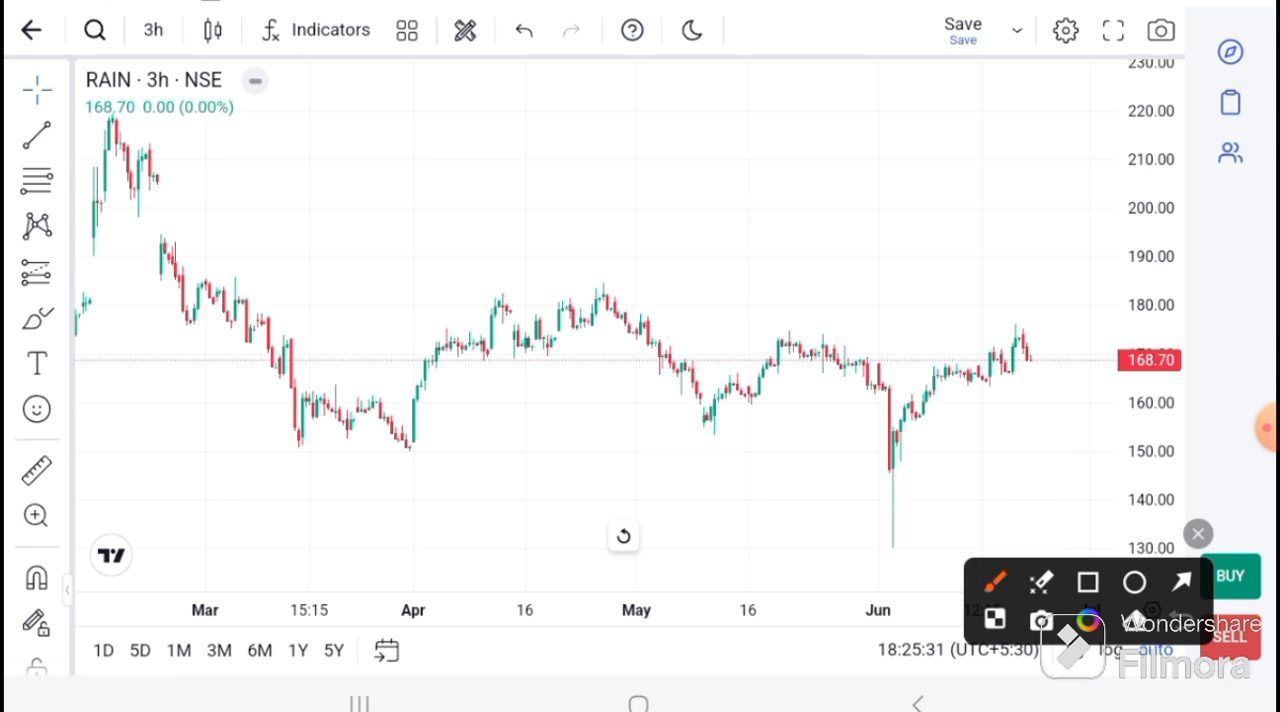 3h
Indicators
Save
Save
RAIN · 3h · NSE
168.70 0.00 (0.00%)
230.00
220.00
210.00
200.00
190.00
180.00
168.70
160.00
150.00
140.00
130.00
BUY
SELL
Mar 15:15 Apr 16 May 16 Jun
1D 5D 1M 3M 6M 1Y 5Y
18:25:31 (UTC+5:30)
log auto
Wondershare
Filmora